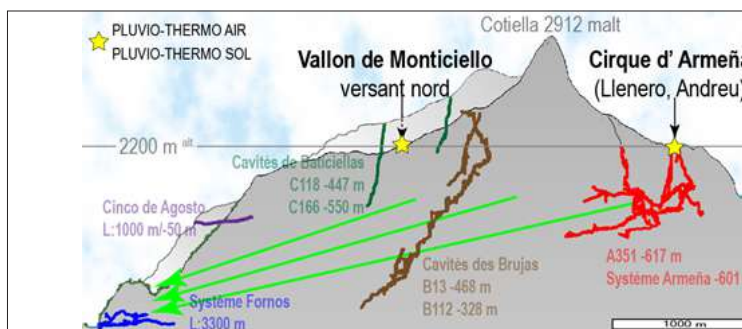 PLUVIO-THERMO AIR
PLUVIO-THERMO SOL
Cotiella 2912 malt
Vallon de Monticiello
versant nord
Cirque d' Armeña
(Llenero, Andreu)
2200 m alt.
Cavités de Baticiellas
C118 -447 m
C166 -550 m
Cinco de Agosto
L:1000 m/-50 m
Cavités des Brujas
B13 -468 m
B112 -328 m
A351 -617 m
Système Armeña -601
Système Fornos
L:3300 m
1000 m